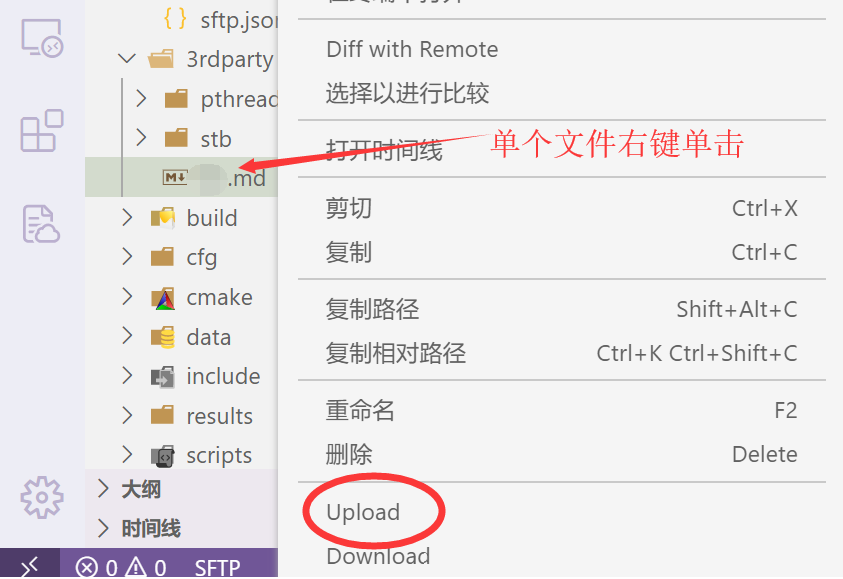 sftp.json
3rdparty
pthread
stb
.md
build
cfg
cmake
data
include
results
scripts
大纲
时间线
0
0
SFTP
Diff with Remote
选择以进行比较
打开时间线
单个文件右键单击
剪切 Ctrl+X
复制 Ctrl+C
复制路径 Shift+Alt+C
复制相对路径 Ctrl+K Ctrl+Shift+C
重命名 F2
删除 Delete
Upload
Download